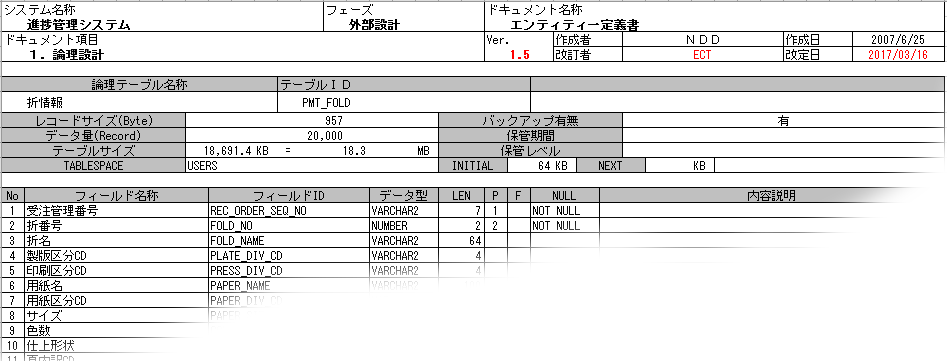 システム名称 フェーズ ドキュメント名称
進捗管理システム 外部設計 エンティティー定義書
ドキュメント項目 Ver. 作成者 ＮＤＤ 作成日 2007/6/25
１．論理設計 1.5 改訂者 ECT 改定日 2017/03/16
論理テーブル名称 テーブルＩＤ
折情報 PMT_FOLD
レコードサイズ(Byte) 957 バックアップ有無 有
データ量(Record) 20,000 保管期間
テーブルサイズ 18,691.4 KB = 18.3 MB 保管レベル
TABLESPACE USERS INITIAL 64 KB NEXT KB
No フィールド名称 フィールドID データ型 LEN P F NULL 内容説明
1 受注管理番号 REC_ORDER_SEQ_NO VARCHAR2 7 1 NOT NULL
2 折番号 FOLD_NO NUMBER 2 2 NOT NULL
3 折名 FOLD_NAME VARCHAR2 64
4 製版区分CD PLATE_DIV_CD VARCHAR2 4
5 印刷区分CD PRESS_DIV_CD VARCHAR2 4
6 用紙名 PAPER_NAME VARCHAR2
7 用紙区分CD PAPER_DIV_CD
8 サイズ
9 色数
10 仕上形状
11